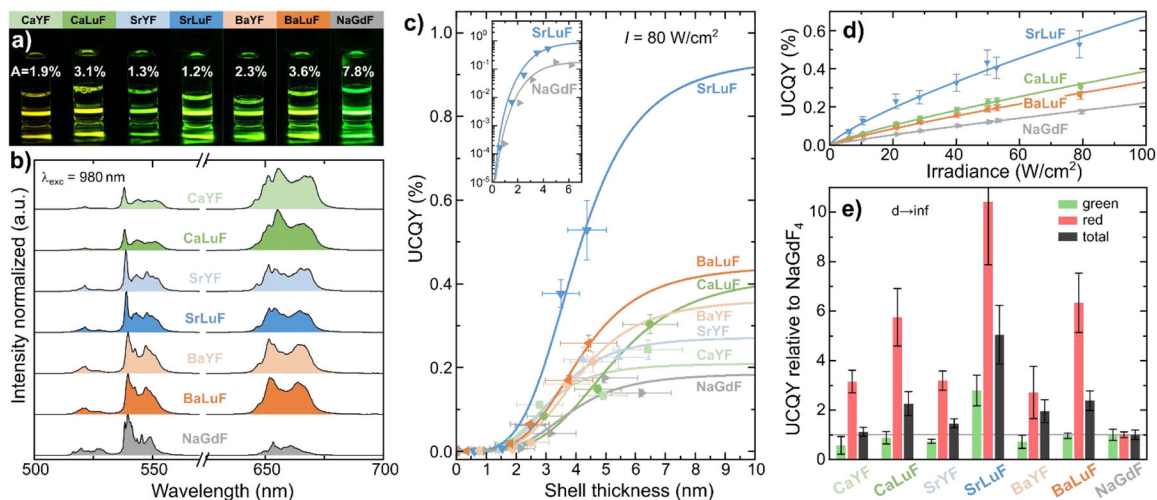 CaYF CaLuF SrYF SrLuF BaYF BaLuF NaGdF
a)
A=1.9% 3.1% 1.3% 1.2% 2.3% 3.6% 7.8%
b)
λexc = 980 nm
CaYF
CaLuF
SrYF
SrLuF
BaYF
BaLuF
NaGdF
Intensity normalized (a.u.)
500 550 650 700
Wavelength (nm)
c)
I = 80 W/cm²
SrLuF
NaGdF
10⁰
10⁻¹
10⁻²
10⁻³
10⁻⁴
10⁻⁵
0 2 4 6
SrLuF
BaLuF
CaLuF
BaYF
SrYF
CaYF
NaGdF
UCQY (%)
1.0
0.8
0.6
0.4
0.2
0.0
0 1 2 3 4 5 6 7 8 9 10
Shell thickness (nm)
d)
SrLuF
CaLuF
BaLuF
NaGdF
UCQY (%)
0.6
0.4
0.2
0.0
0 20 40 60 80 100
Irradiance (W/cm²)
e)
d→inf
green
red
total
UCQY relative to NaGdF₄
10
8
6
4
2
0
CaYF CaLuF SrYF SrLuF BaYF BaLuF NaGdF